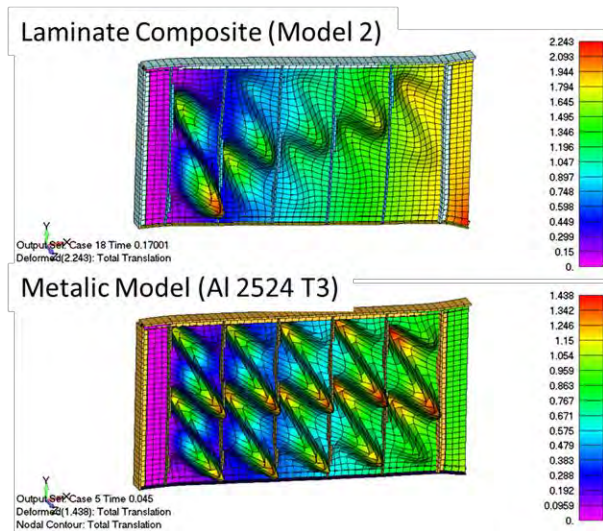 Laminate Composite (Model 2)
2.243
2.093
1.944
1.794
1.645
1.495
1.346
1.196
1.047
0.897
0.748
0.598
0.449
0.299
0.15
0.
Y
X
Z
Output Set: Case 18 Time 0.17001
Deformed(2.243): Total Translation
Metalic Model (Al 2524 T3)
1.438
1.342
1.246
1.15
1.054
0.959
0.863
0.767
0.671
0.575
0.479
0.383
0.288
0.192
0.0959
0.
Y
X
Z
Output Set: Case 5 Time 0.045
Deformed(1.438): Total Translation
Nodal Contour: Total Translation